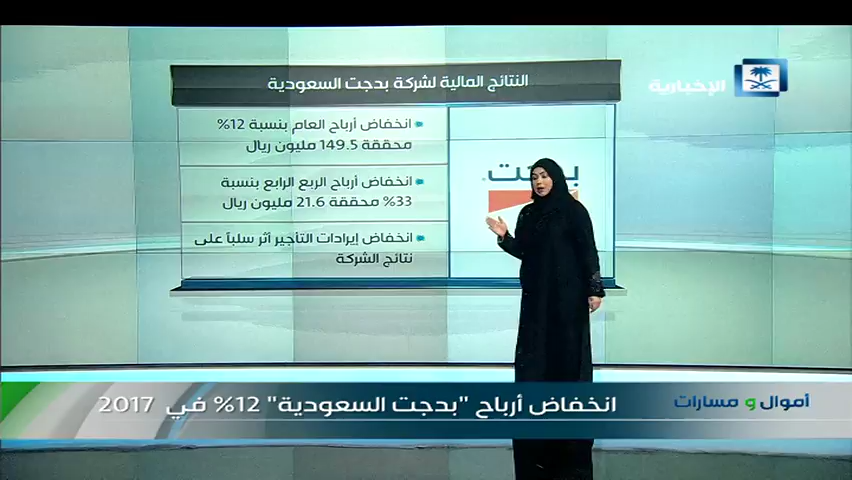 النتائج المالية لشركة بدجت السعودية
الإخبارية
انخفاض أرباح العام بنسبة 12%
محققة 149.5 مليون ريال
انخفاض أرباح الربع الرابع بنسبة
33% محققة 21.6 مليون ريال
انخفاض إيرادات التأجير أثر سلباً على
نتائج الشركة
أموال و مسارات
انخفاض أرباح "بدجت السعودية" 12% في 2017